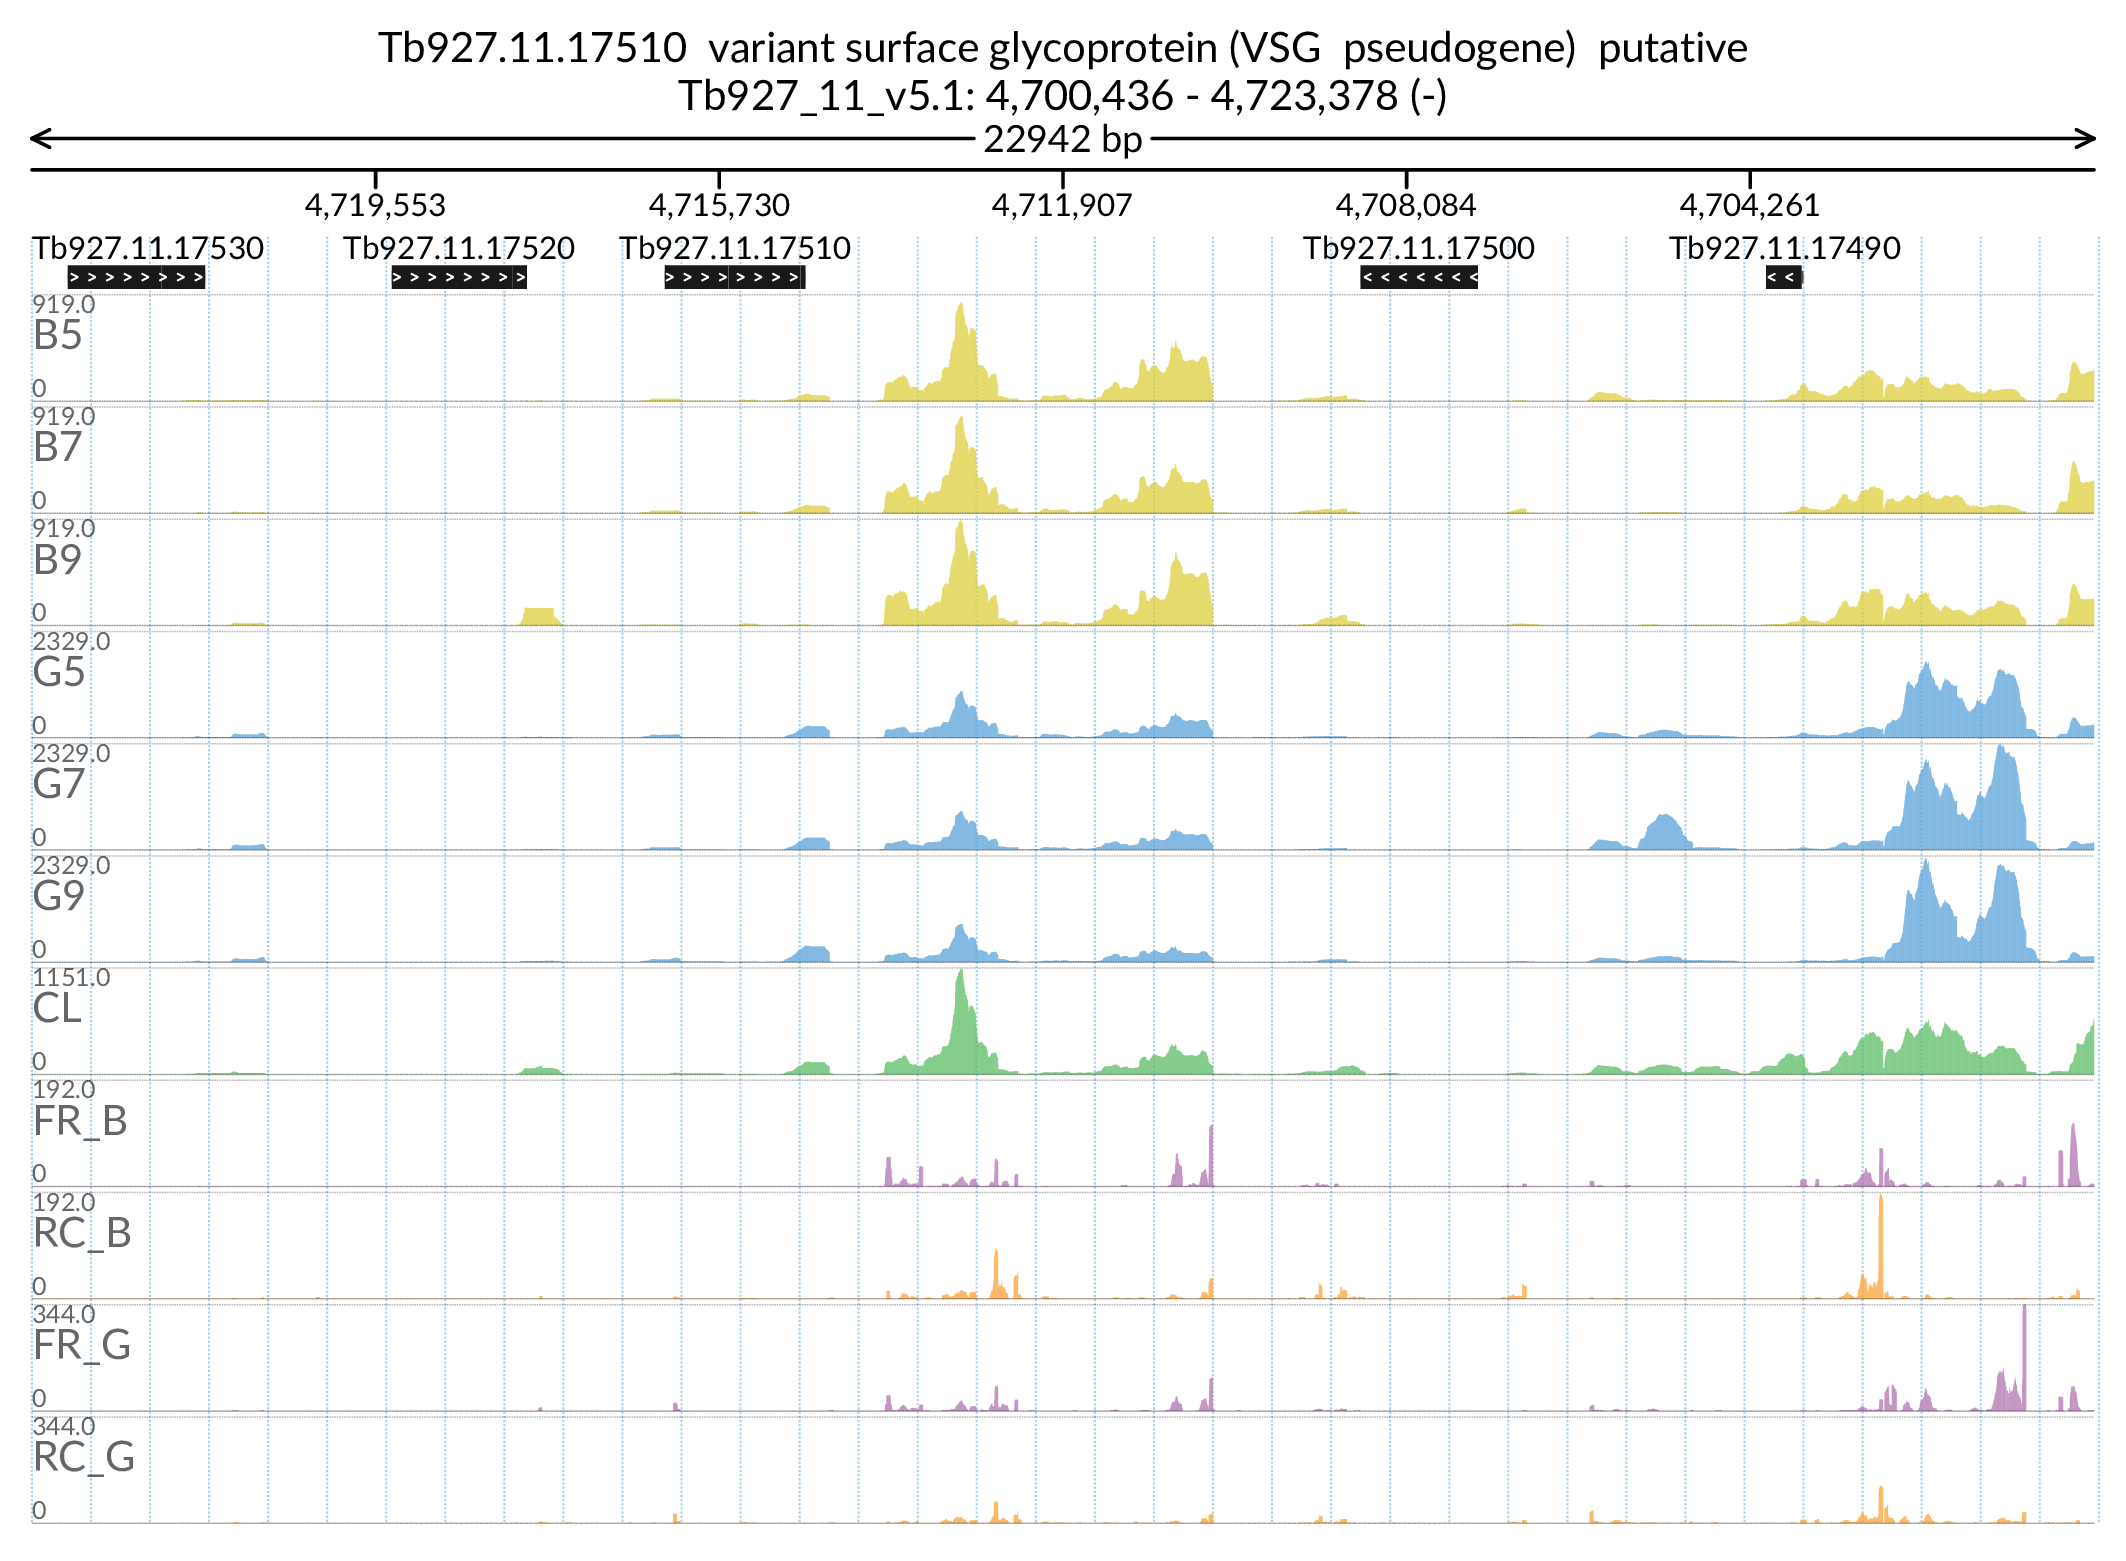 Tb927.11.17510  variant surface glycoprotein (VSG  pseudogene)  putative
Tb927_11_v5.1: 4,700,436 - 4,723,378 (-)
22942 bp
4,719,553 4,715,730 4,711,907 4,708,084 4,704,261
Tb927.11.17530 Tb927.11.17520 Tb927.11.17510 Tb927.11.17500 Tb927.11.17490
919.0
B5
0
919.0
B7
0
919.0
B9
0
2329.0
G5
0
2329.0
G7
0
2329.0
G9
0
1151.0
CL
0
192.0
FR_B
0
192.0
RC_B
0
344.0
FR_G
0
344.0
RC_G
0